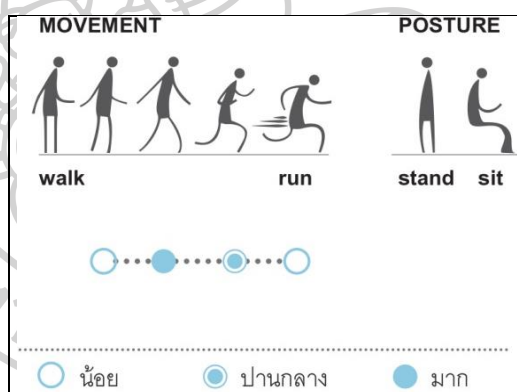 MOVEMENT POSTURE
walk run stand sit
น้อย ปานกลาง มาก